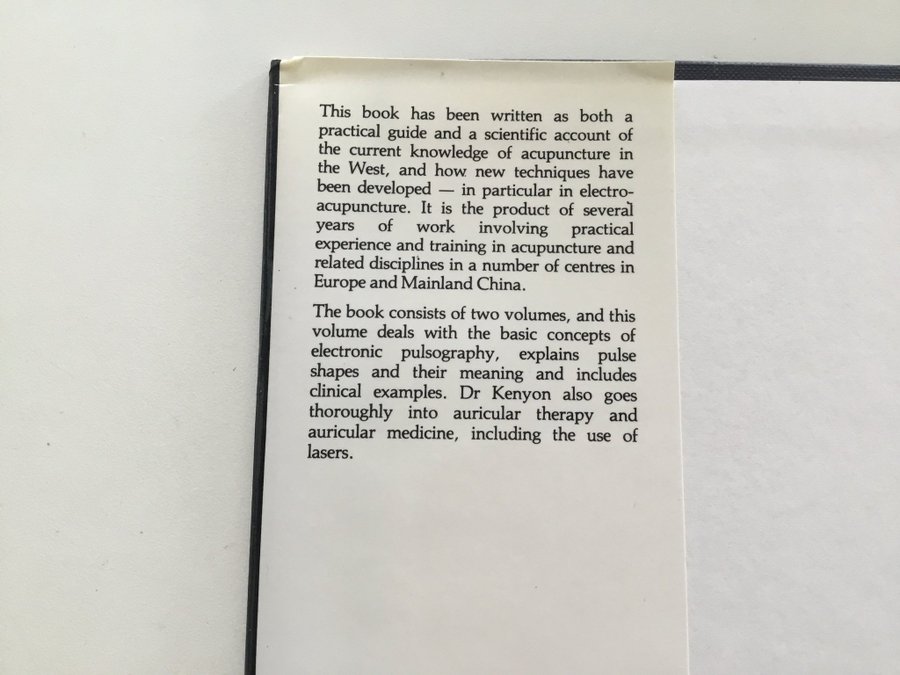 This book has been written as both a
practical guide and a scientific account of
the current knowledge of acupuncture in
the West, and how new techniques have
been developed — in particular in electro-
acupuncture. It is the product of several
years of work involving practical
experience and training in acupuncture and
related disciplines in a number of centres in
Europe and Mainland China.
The book consists of two volumes, and this
volume deals with the basic concepts of
electronic pulsography, explains pulse
shapes and their meaning and includes
clinical examples. Dr Kenyon also goes
thoroughly into auricular therapy and
auricular medicine, including the use of
lasers.